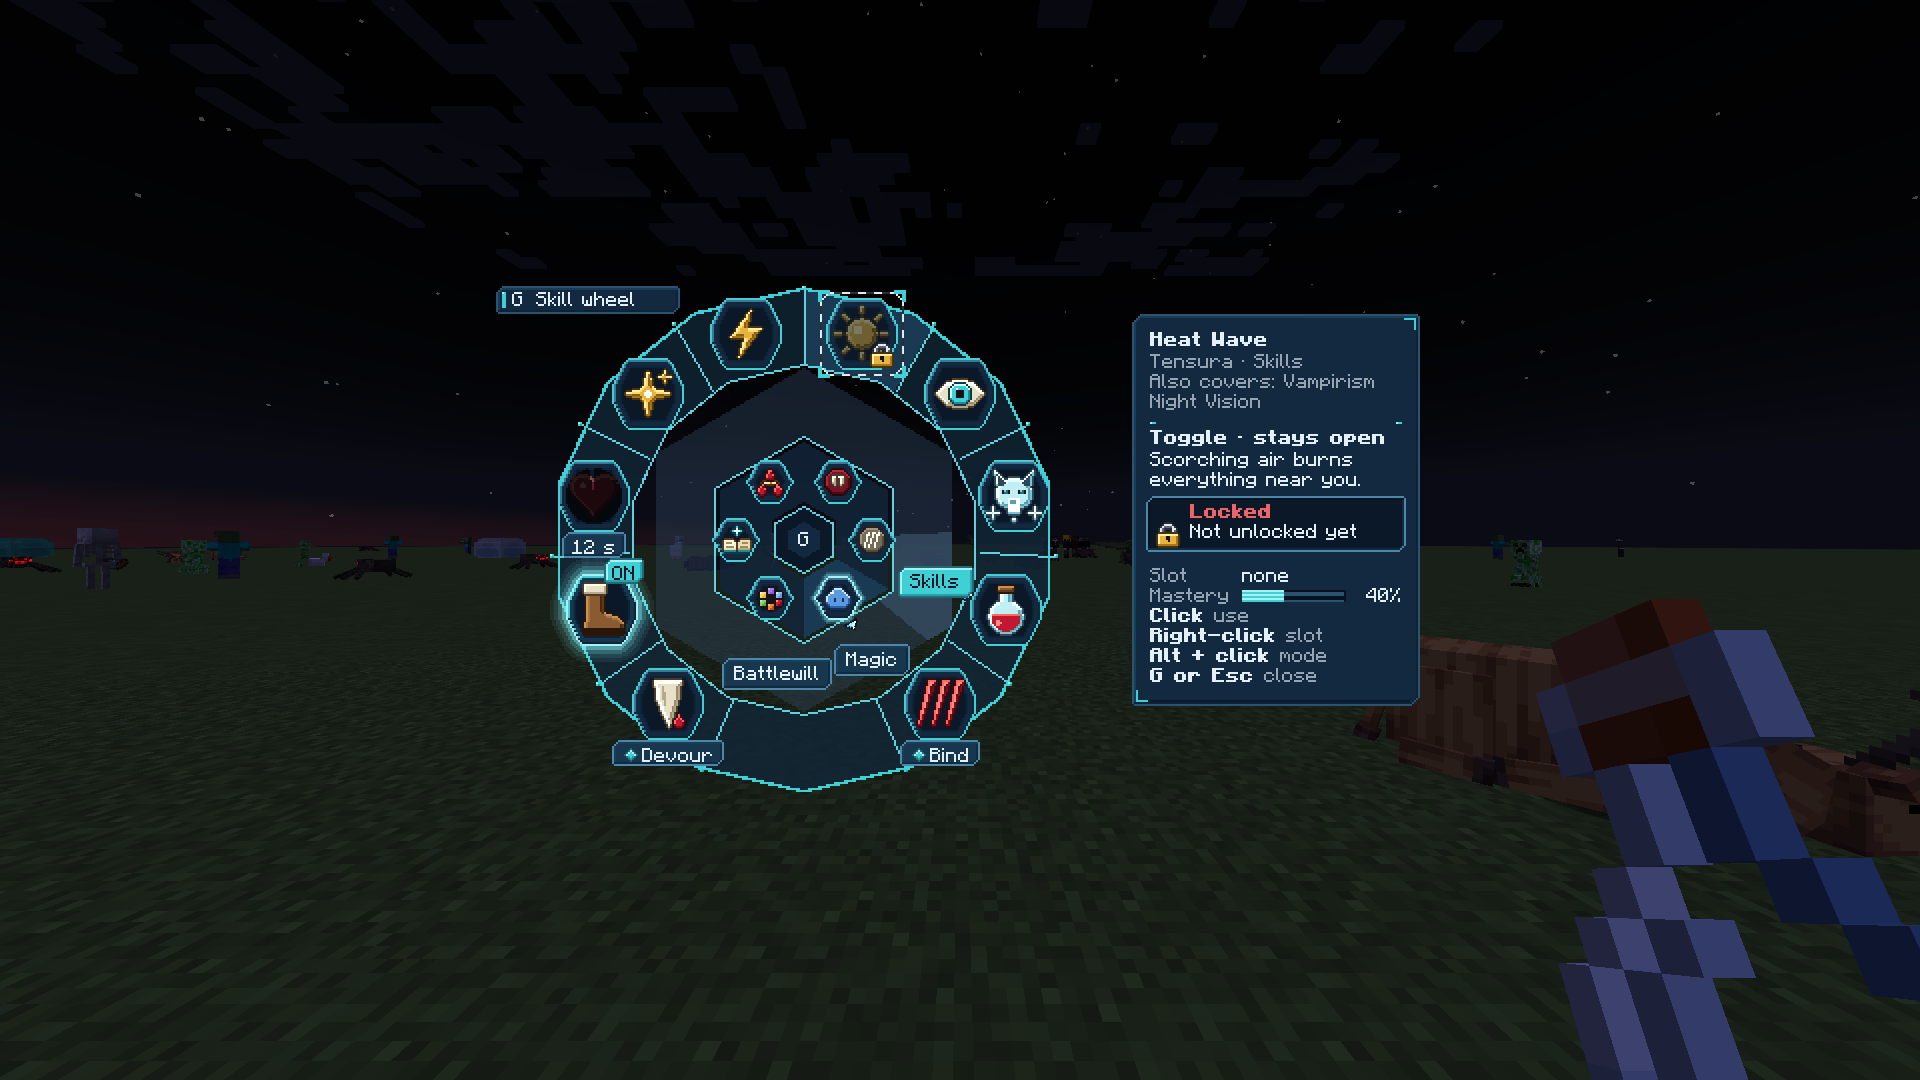 G Skill wheel
12 s
ON
G
Skills
Magic
Battlewill
Devour
Bind
Heat Wave
Tensura · Skills
Also covers: Vampirism
Night Vision
Toggle · stays open
Scorching air burns
everything near you.
Locked
Not unlocked yet
Slot none
Mastery 40%
Click use
Right-click slot
Alt + click mode
G or Esc close